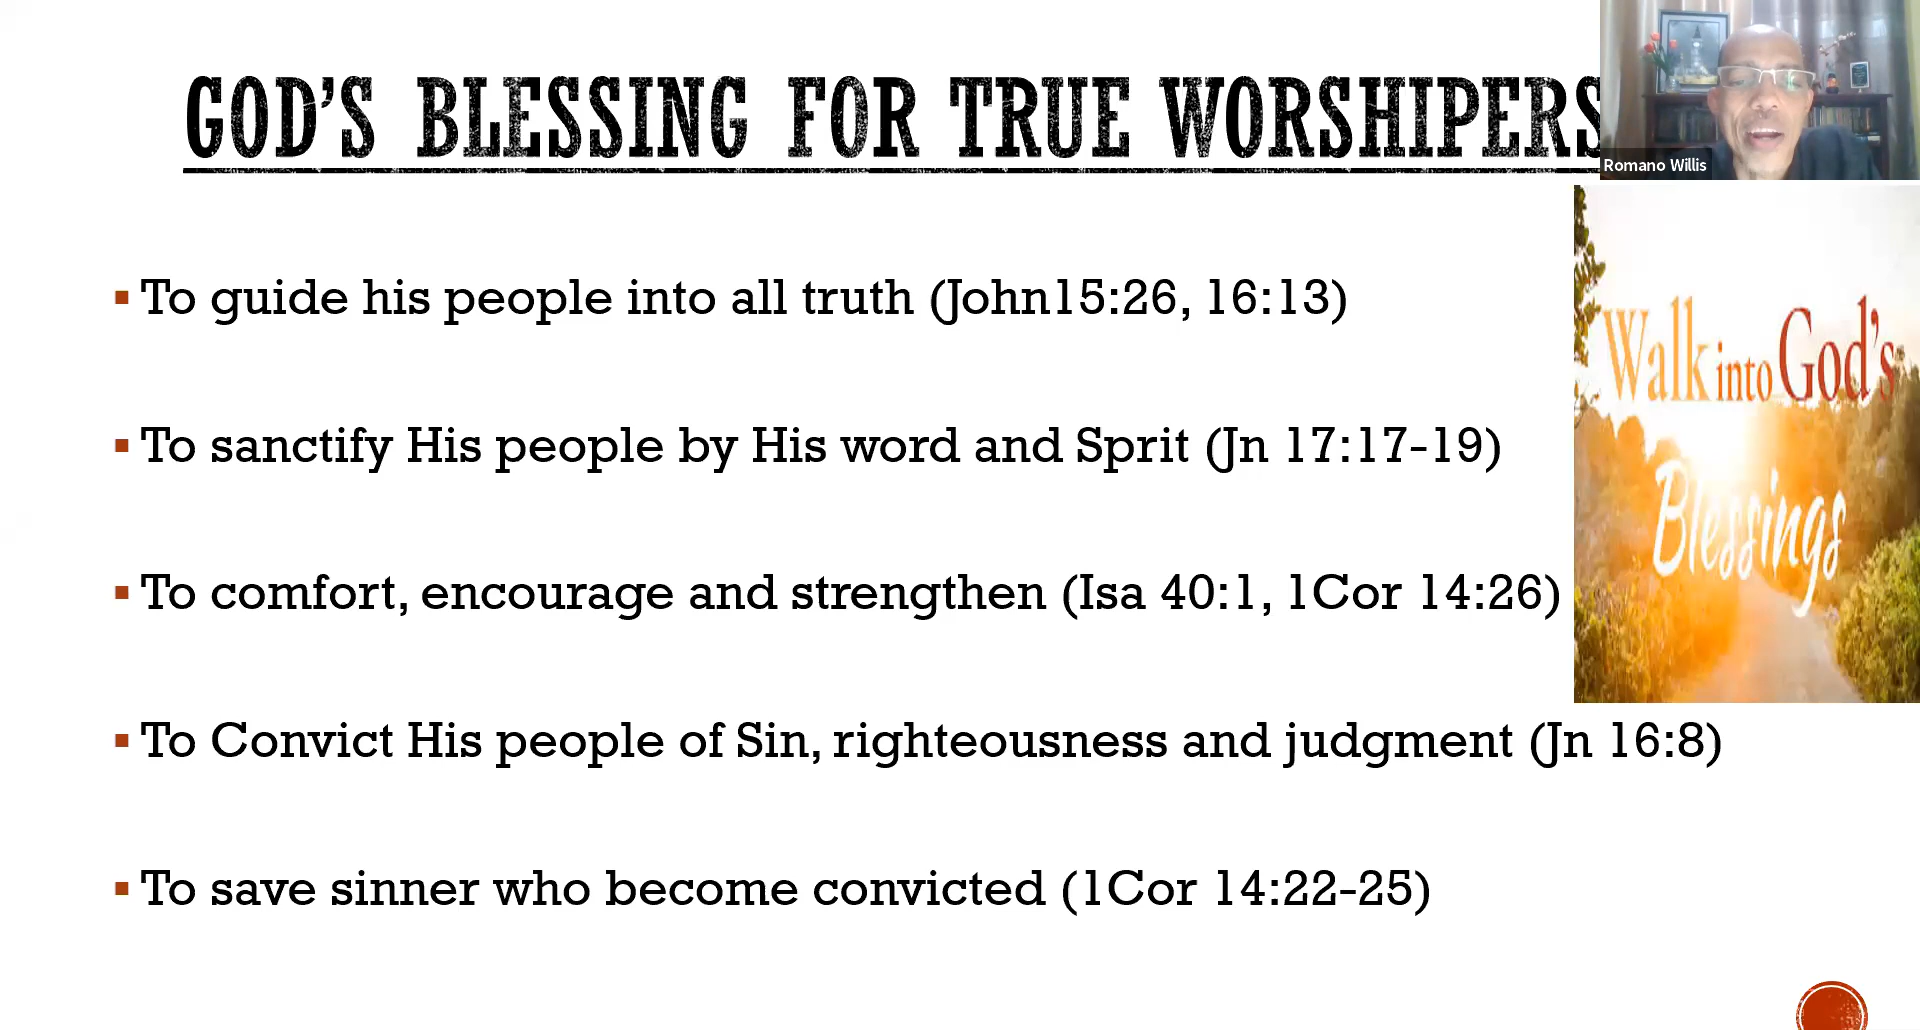 GOD'S BLESSING FOR TRUE WORSHIPERS
Romano Willis
▪ To guide his people into all truth (John15:26, 16:13)
▪ To sanctify His people by His word and Sprit (Jn 17:17-19)
▪ To comfort, encourage and strengthen (Isa 40:1, 1Cor 14:26)
▪ To Convict His people of Sin, righteousness and judgment (Jn 16:8)
▪ To save sinner who become convicted (1Cor 14:22-25)
Walk into God's
Blessings